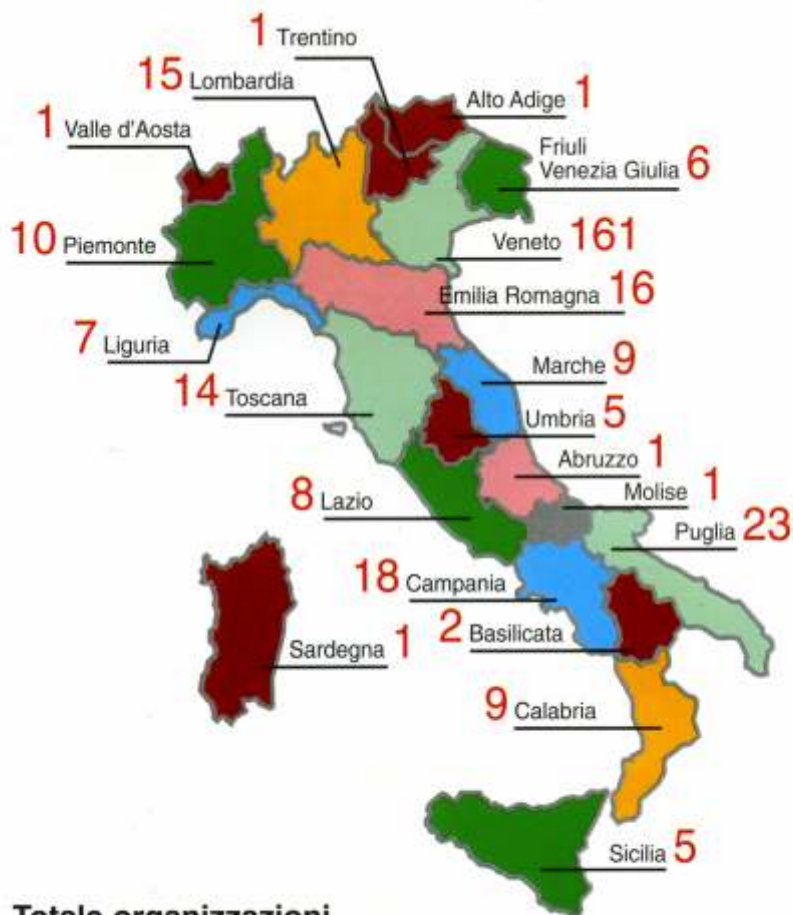 1 Trentino
15 Lombardia
Alto Adige 1
1 Valle d'Aosta
Friuli
Venezia Giulia 6
10 Piemonte
Veneto 161
Emilia Romagna 16
7 Liguria
Marche 9
14 Toscana
Umbria 5
Abruzzo 1
8 Lazio
Molise 1
Puglia 23
18 Campania
2 Basilicata
Sardegna 1
9 Calabria
Sicilia 5
Totale organizzazioni